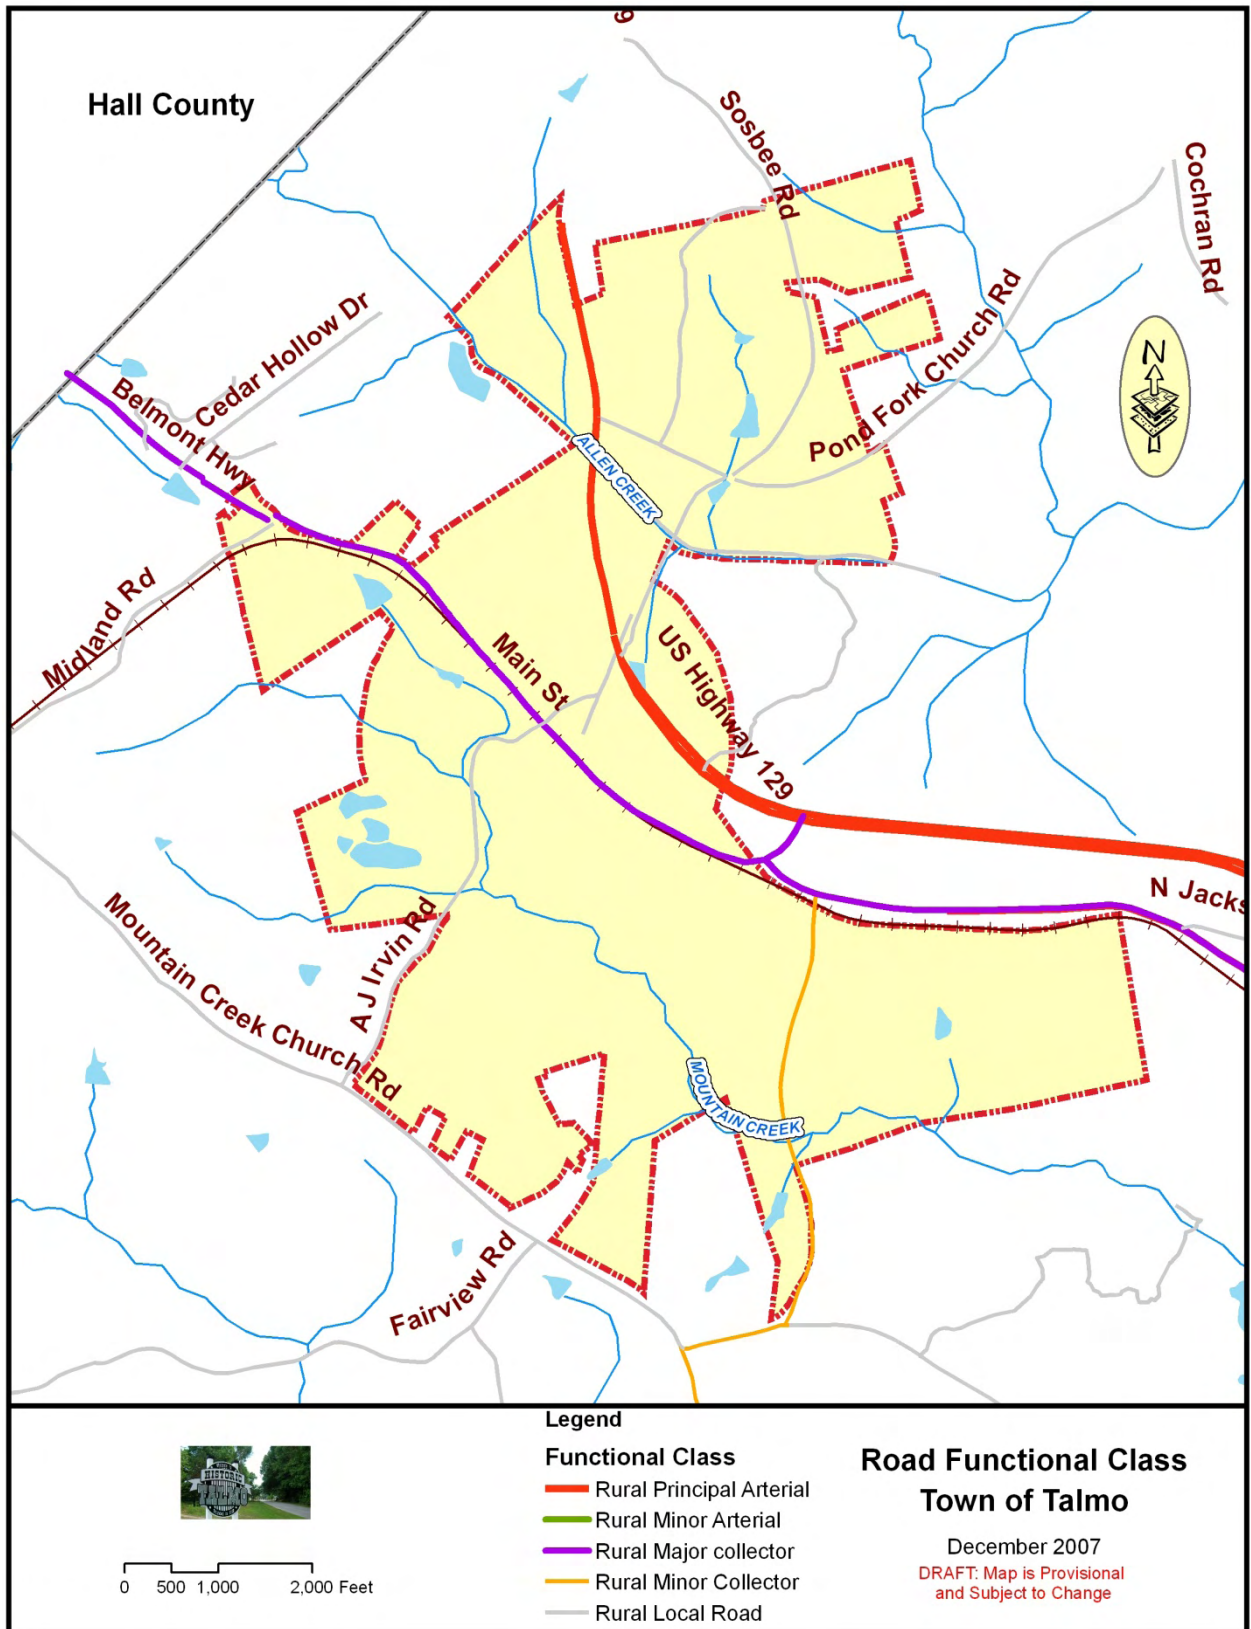 9
Hall County
Sosbee Rd
Cochran Rd
Cedar Hollow Dr
Belmont Hwy
Pond Fork Church Rd
N
ALLEN CREEK
Midland Rd
Main St
US Highway 129
N Jacks
Mountain Creek Church Rd
A J Irvin Rd
MOUNTAIN CREEK
Fairview Rd
HISTORIC
TALMO
0 500 1,000 2,000 Feet
Legend
Functional Class
Rural Principal Arterial
Rural Minor Arterial
Rural Major collector
Rural Minor Collector
Rural Local Road
Road Functional Class
Town of Talmo
December 2007
DRAFT: Map is Provisional
and Subject to Change